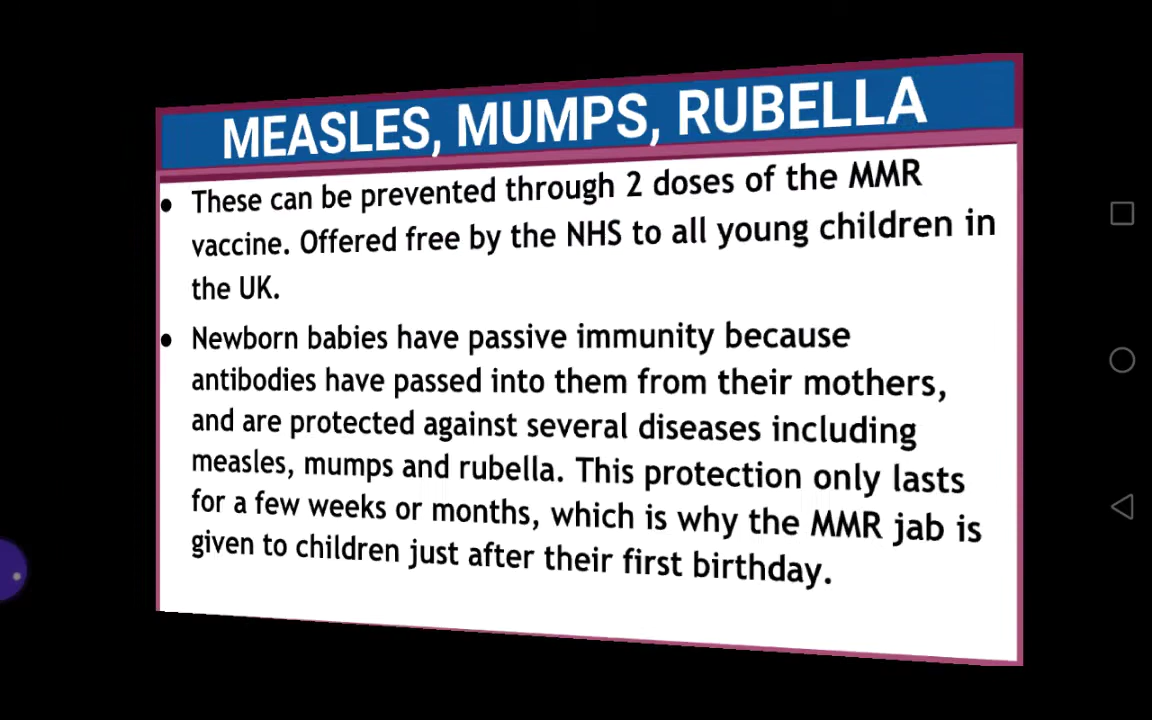 MEASLES, MUMPS, RUBELLA
These can be prevented through 2 doses of the MMR
vaccine. Offered free by the NHS to all young children in
the UK.
Newborn babies have passive immunity because
antibodies have passed into them from their mothers,
and are protected against several diseases including
measles, mumps and rubella. This protection only lasts
for a few weeks or months, which is why the MMR jab is
given to children just after their first birthday.